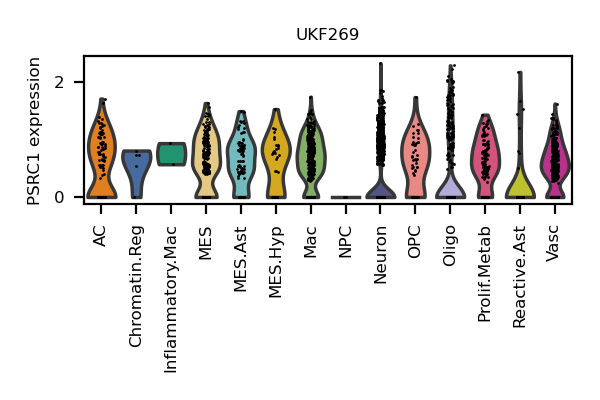 UKF269
PSRC1 expression
2
0
AC
Chromatin.Reg
Inflammatory.Mac
MES
MES.Ast
MES.Hyp
Mac
NPC
Neuron
OPC
Oligo
Prolif.Metab
Reactive.Ast
Vasc